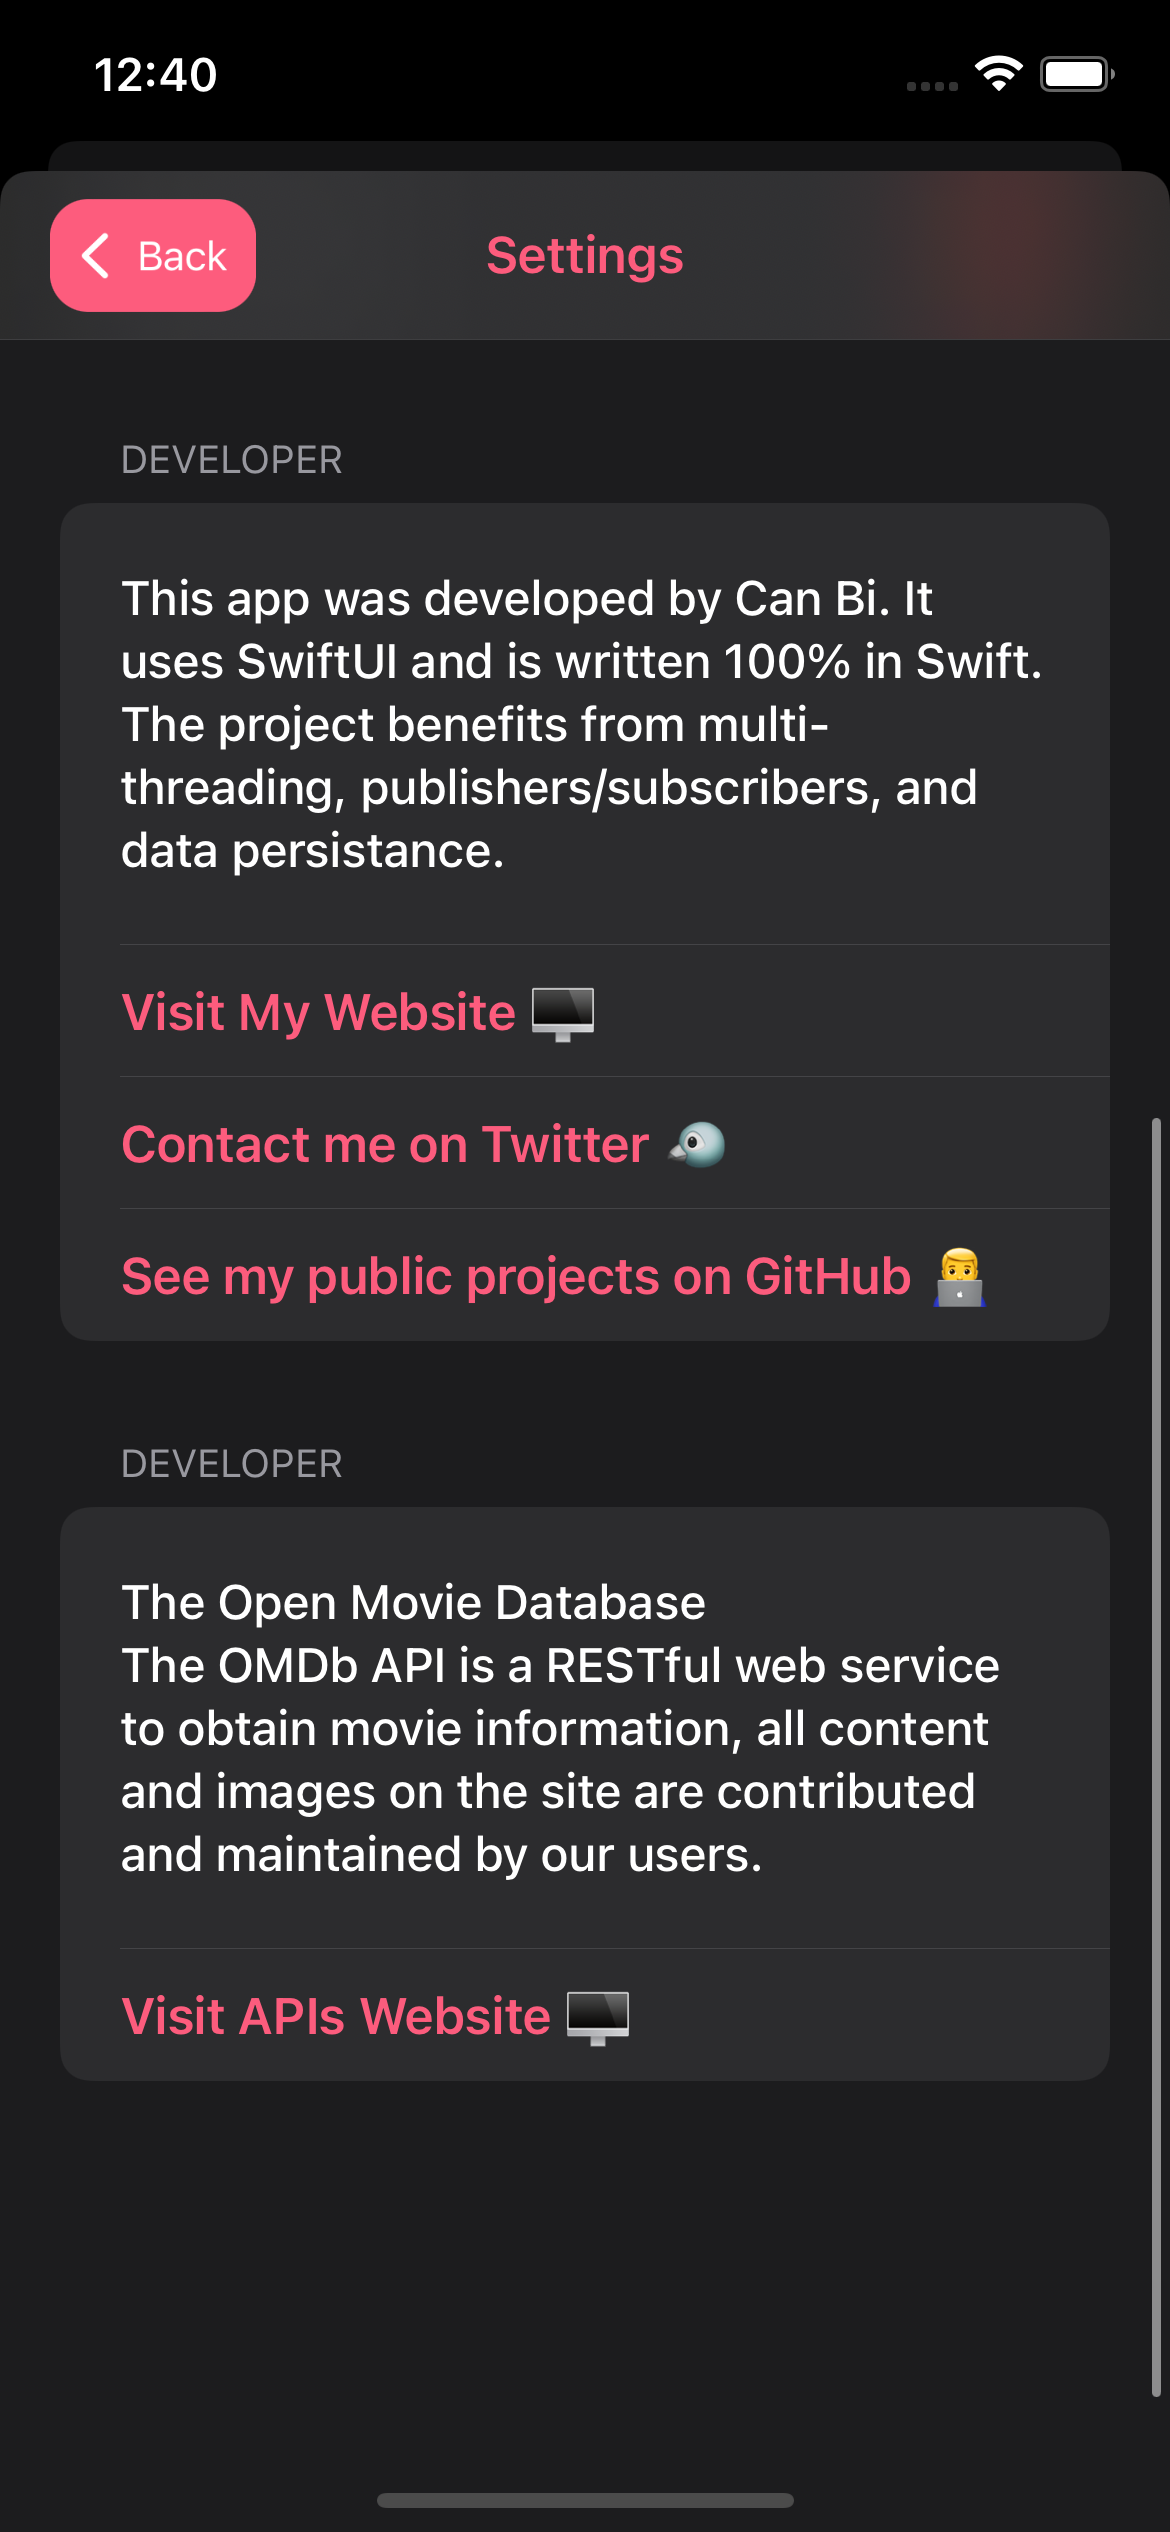 12:40
Back
Settings
DEVELOPER
This app was developed by Can Bi. It
uses SwiftUI and is written 100% in Swift.
The project benefits from multi-
threading, publishers/subscribers, and
data persistance.
Visit My Website 🖥️
Contact me on Twitter 🐦
See my public projects on GitHub 👨‍💻
DEVELOPER
The Open Movie Database
The OMDb API is a RESTful web service
to obtain movie information, all content
and images on the site are contributed
and maintained by our users.
Visit APIs Website 🖥️